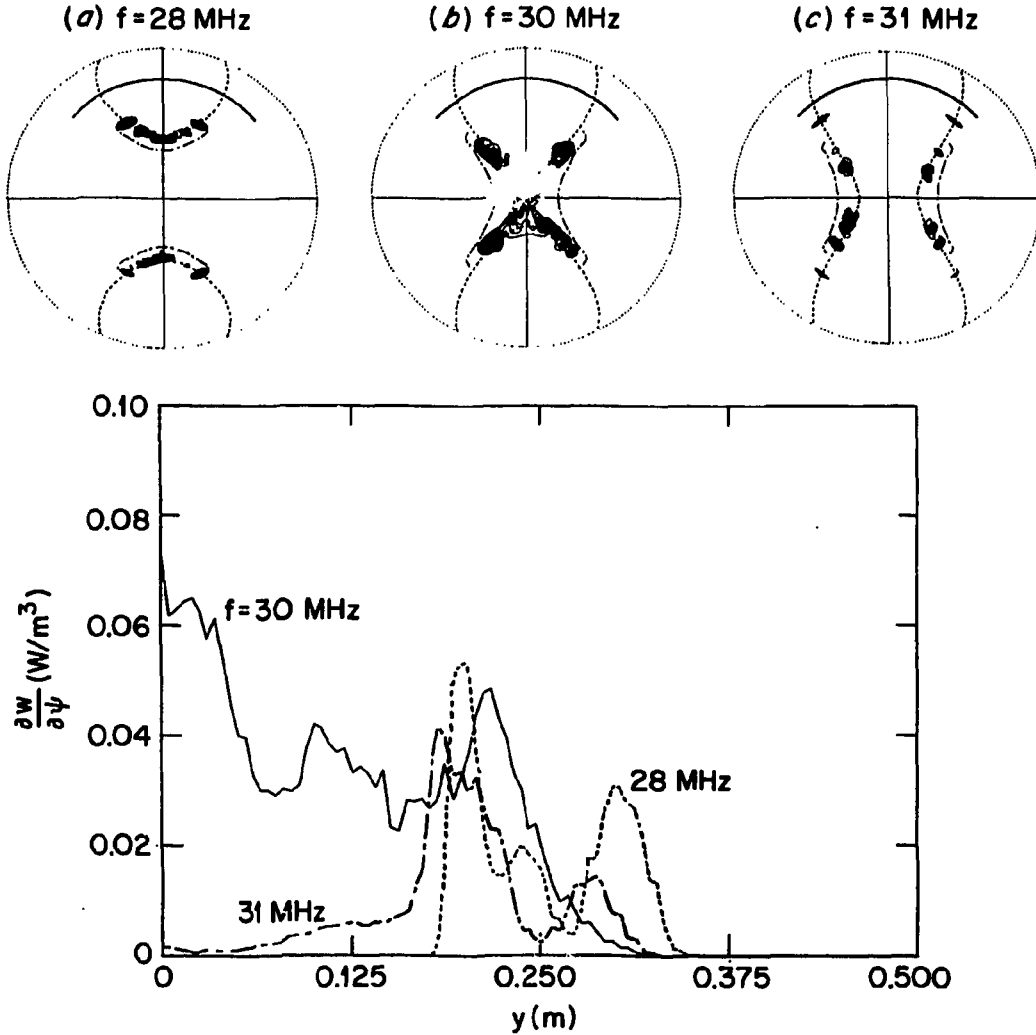 (a) f=28 MHz
(b) f=30 MHz
(c) f=31 MHz
0.10
0.08
0.06
0.04
0.02
0
∂W/∂ψ (W/m³)
f=30 MHz
28 MHz
31 MHz
0
0.125
0.250
0.375
0.500
y(m)